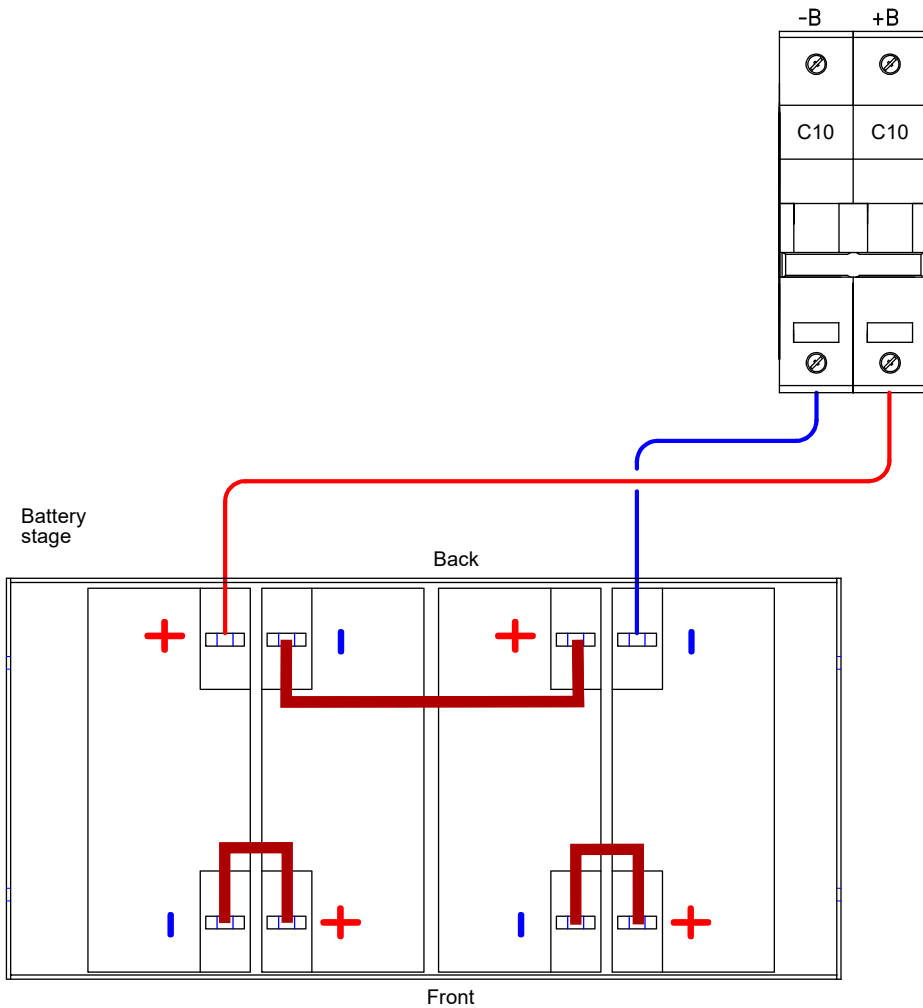 -B +B
C10 C10
Battery
stage
Back
+ - + -
- + - +
Front